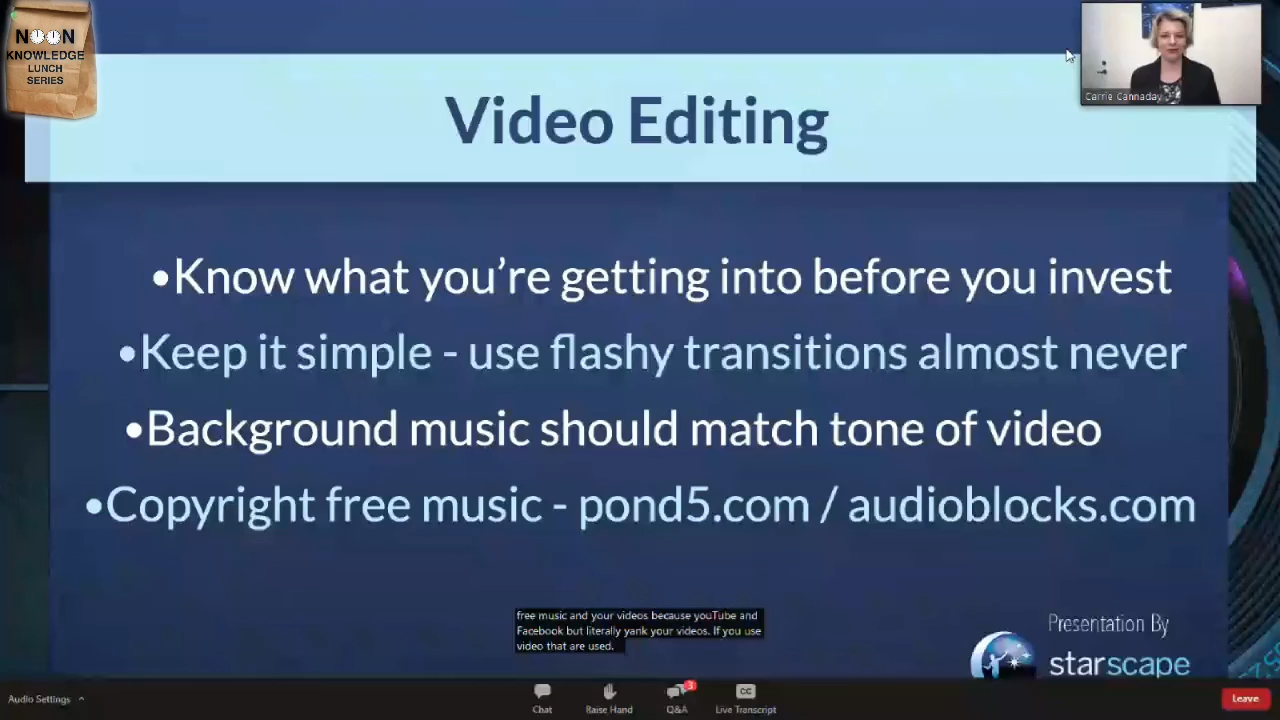 NOON
KNOWLEDGE
LUNCH
SERIES
Carrie Cannaday
Video Editing
•Know what you're getting into before you invest
•Keep it simple - use flashy transitions almost never
•Background music should match tone of video
•Copyright free music - pond5.com / audioblocks.com
free music and your videos because youTube and
Facebook but literally yank your videos. If you use
video that are used.
Presentation By
starscape
Audio Settings
Chat
Raise Hand
3
Q&A
CC
Live Transcript
Leave